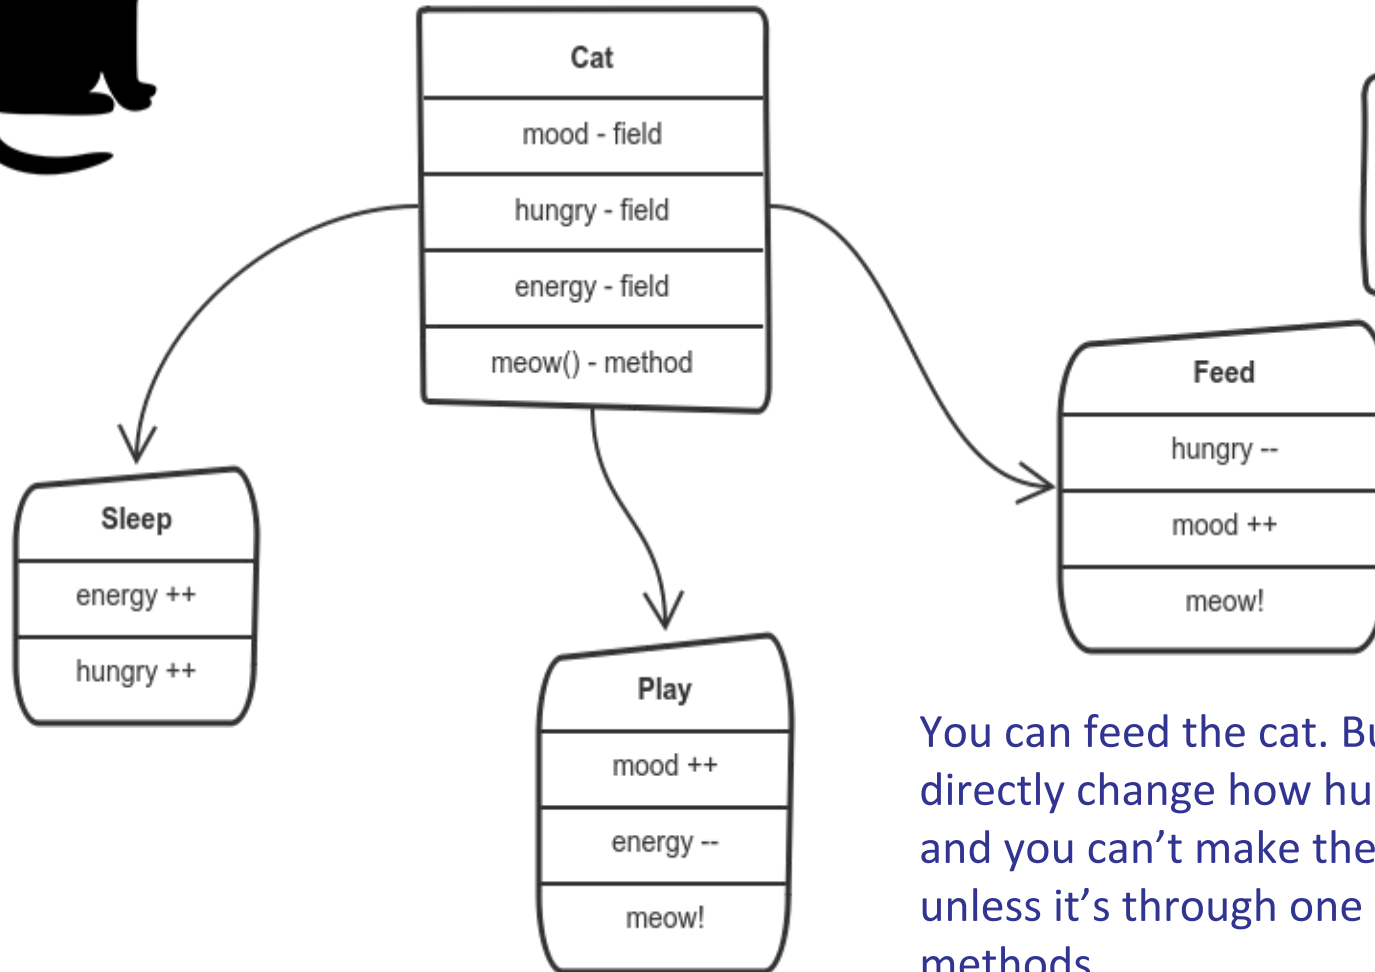 Cat
mood - field
hungry - field
energy - field
meow() - method
Sleep
energy ++
hungry ++
Play
mood ++
energy --
meow!
Feed
hungry --
mood ++
meow!
You can feed the cat.
directly change how
and you can’t make the
unless it’s through one
methods